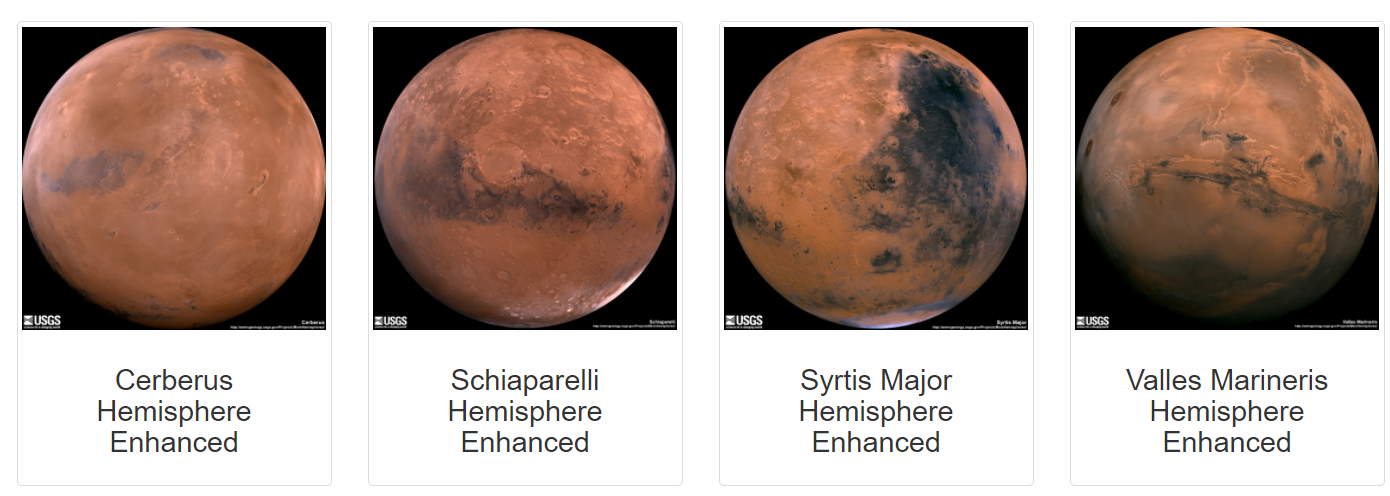 USGS
Cerberus
USGS
Schiaparelli
USGS
Syrtis Major
USGS
Valles Marineris
Cerberus
Hemisphere
Enhanced
Schiaparelli
Hemisphere
Enhanced
Syrtis Major
Hemisphere
Enhanced
Valles Marineris
Hemisphere
Enhanced